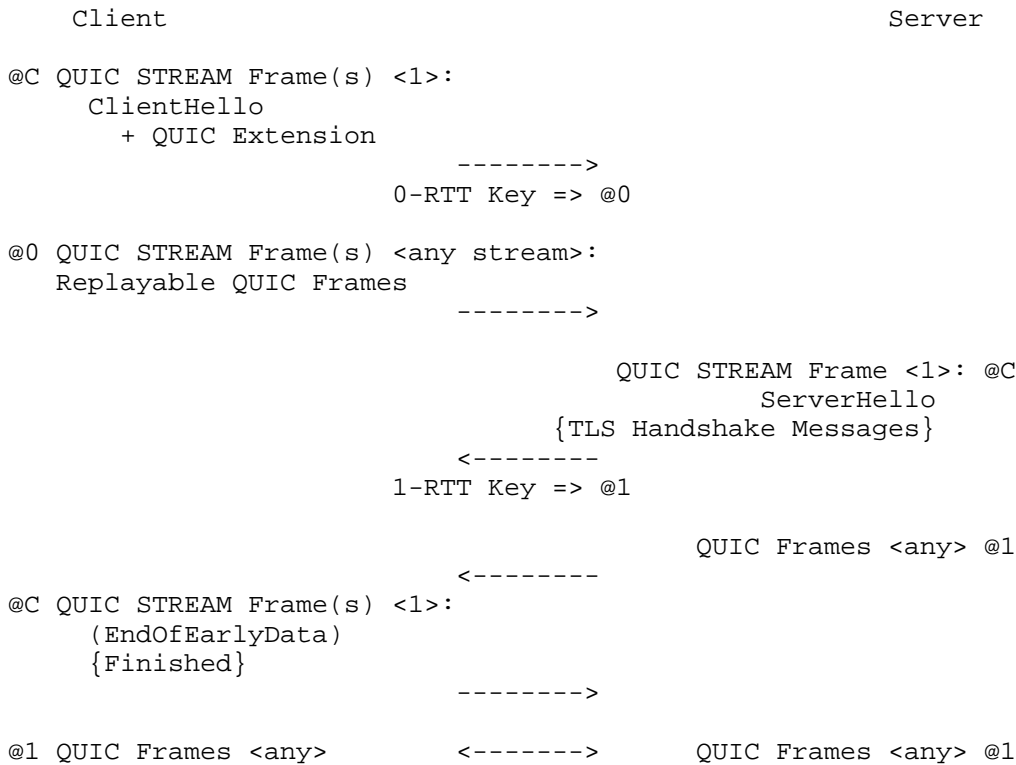 Client Server
@C QUIC STREAM Frame(s) <1>:
ClientHello
+ QUIC Extension
-------->
0-RTT Key => @0
@0 QUIC STREAM Frame(s) <any stream>:
Replayable QUIC Frames
-------->
QUIC STREAM Frame <1>: @C
ServerHello
{TLS Handshake Messages}
<--------
1-RTT Key => @1
QUIC Frames <any> @1
<--------
@C QUIC STREAM Frame(s) <1>:
(EndOfEarlyData)
{Finished}
-------->
@1 QUIC Frames <any> <-------> QUIC Frames <any> @1